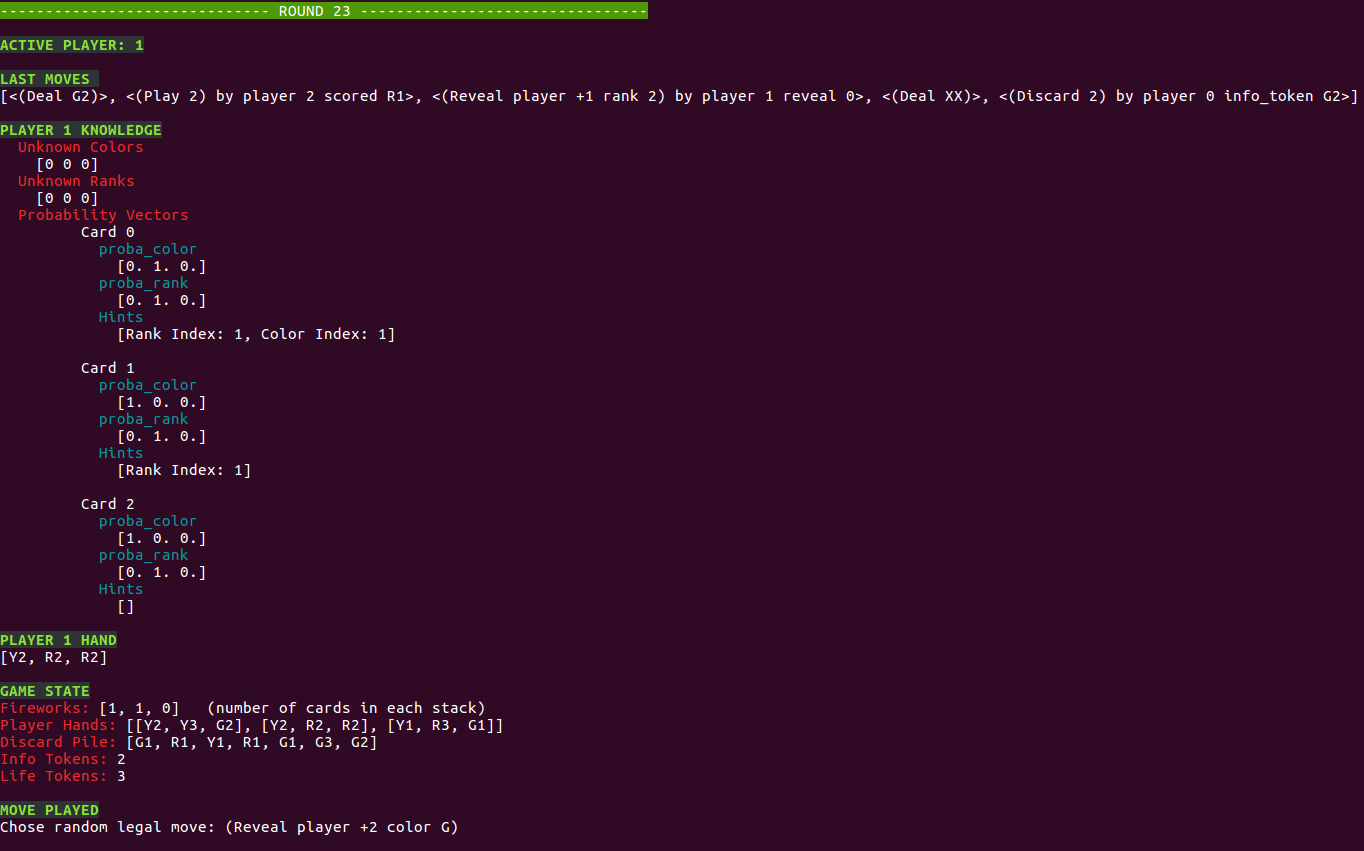 ------------------------------ ROUND 23 --------------------------------
ACTIVE PLAYER: 1
LAST MOVES
[<(Deal G2)>, <(Play 2) by player 2 scored R1>, <(Reveal player +1 rank 2) by player 1 reveal 0>, <(Deal XX)>, <(Discard 2) by player 0 info_token G2>]
PLAYER 1 KNOWLEDGE
Unknown Colors
[0 0 0]
Unknown Ranks
[0 0 0]
Probability Vectors
Card 0
proba_color
[0. 1. 0.]
proba_rank
[0. 1. 0.]
Hints
[Rank Index: 1, Color Index: 1]
Card 1
proba_color
[1. 0. 0.]
proba_rank
[0. 1. 0.]
Hints
[Rank Index: 1]
Card 2
proba_color
[1. 0. 0.]
proba_rank
[0. 1. 0.]
Hints
[]
PLAYER 1 HAND
[Y2, R2, R2]
GAME STATE
Fireworks: [1, 1, 0]   (number of cards in each stack)
Player Hands: [[Y2, Y3, G2], [Y2, R2, R2], [Y1, R3, G1]]
Discard Pile: [G1, R1, Y1, R1, G1, G3, G2]
Info Tokens: 2
Life Tokens: 3
MOVE PLAYED
Chose random legal move: (Reveal player +2 color G)